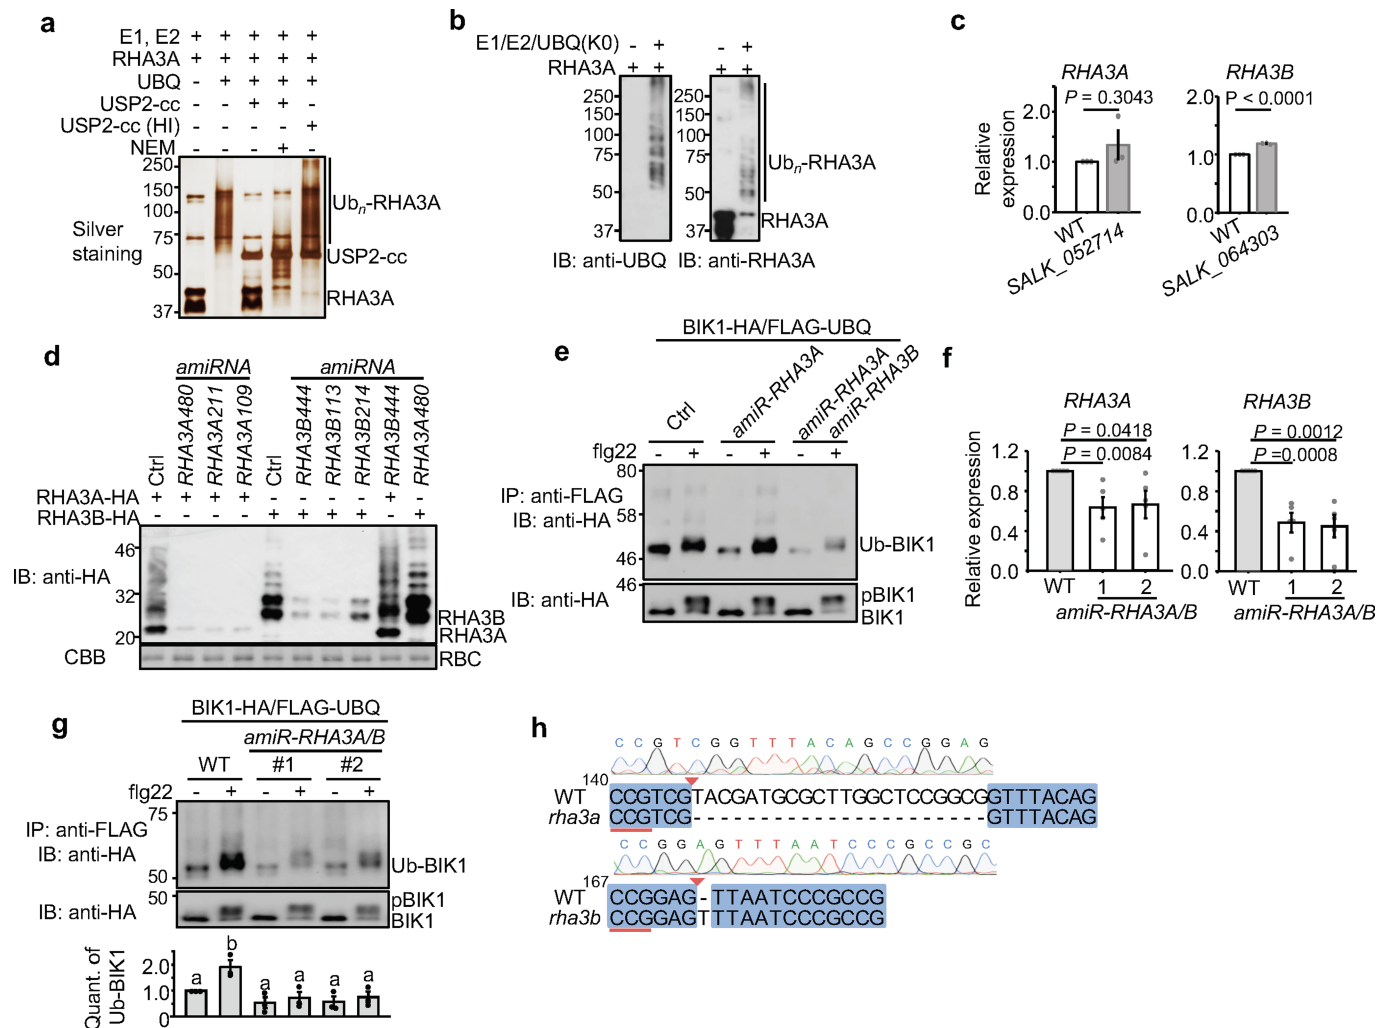 a
E1, E2 + + + + +
RHA3A + + + + +
UBQ - + + + +
USP2-cc - - + + -
USP2-cc (HI) - - - - +
NEM - - - + -
250
150
100
75
50
37
Silver
staining
Ubn-RHA3A
USP2-cc
RHA3A
b
E1/E2/UBQ(K0) - + - +
RHA3A + + + +
250
150
100
75
50
37
250
150
100
75
50
37
Ubn-RHA3A
RHA3A
IB: anti-UBQ IB: anti-RHA3A
c
RHA3A
P = 0.3043
Relative
expression
2.0
1.0
0.0
WT
SALK_052714
RHA3B
P < 0.0001
2.0
1.0
0.0
WT
SALK_064303
d
amiRNA amiRNA
Ctrl
RHA3A480
RHA3A211
RHA3A109
Ctrl
RHA3B444
RHA3B113
RHA3B214
RHA3B444
RHA3A480
RHA3A-HA + + + + - - - - + -
RHA3B-HA - - - - + + + + - +
46
32
20
IB: anti-HA
RHA3B
RHA3A
CBB
RBC
e
BIK1-HA/FLAG-UBQ
Ctrl
amiR-RHA3A
amiR-RHA3A
amiR-RHA3B
flg22 - + - + - +
80
58
46
IP: anti-FLAG
IB: anti-HA
Ub-BIK1
46
IB: anti-HA
pBIK1
BIK1
f
RHA3A
P = 0.0418
P = 0.0084
Relative expression
1.2
0.8
0.4
0.0
WT
1 2
amiR-RHA3A/B
RHA3B
P = 0.0012
P =0.0008
1.2
0.8
0.4
0.0
WT
1 2
amiR-RHA3A/B
g
BIK1-HA/FLAG-UBQ
amiR-RHA3A/B
WT #1 #2
flg22 - + - + - +
75
50
IP: anti-FLAG
IB: anti-HA
Ub-BIK1
50
IB: anti-HA
pBIK1
BIK1
Quant. of
Ub-BIK1
2.0
1.0
0
a b a a a a
h
C C G T C G G T T T A C A G C C G G A G
140
WT CCGTCGTACGATGCGCTTGGCTCCGGCGGTTTACAG
rha3a CCGTCG----------------------GTTTACAG
C C G G A G T T T A A T C C C G C C G C
167
WT CCGGAG-TTAATCCCGCCG
rha3b CCGGAGTTTAATCCCGCCG